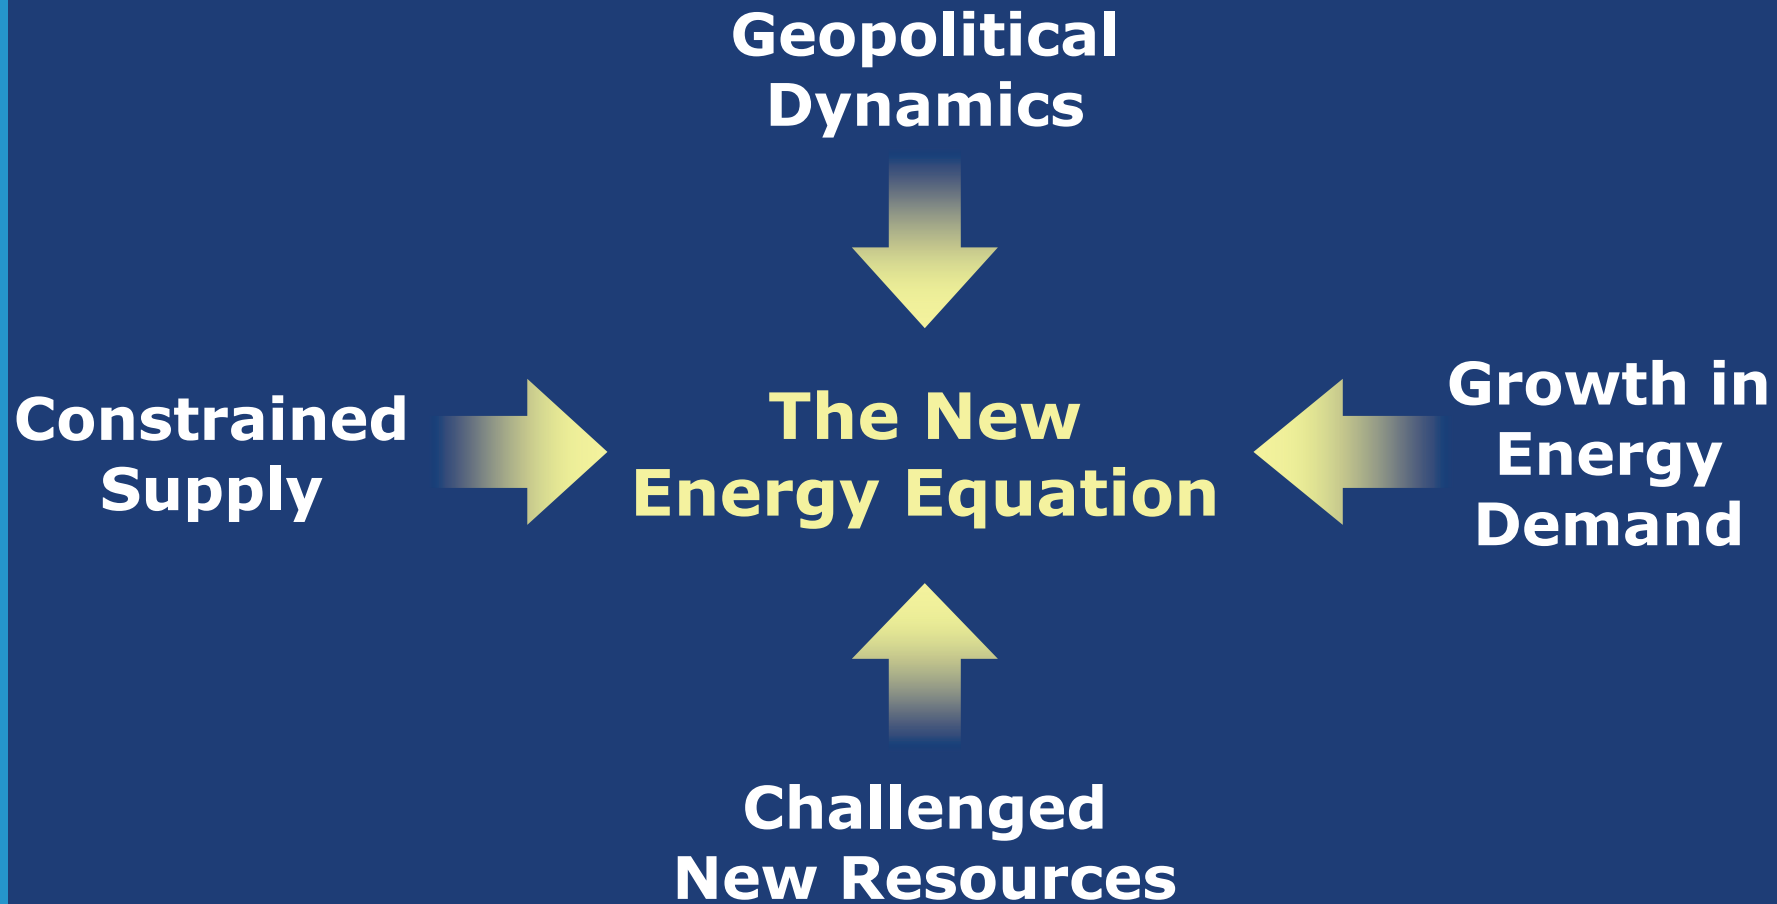 Geopolitical
Dynamics
Constrained
Supply
The New
Energy Equation
Growth in
Energy
Demand
Challenged
New Resources